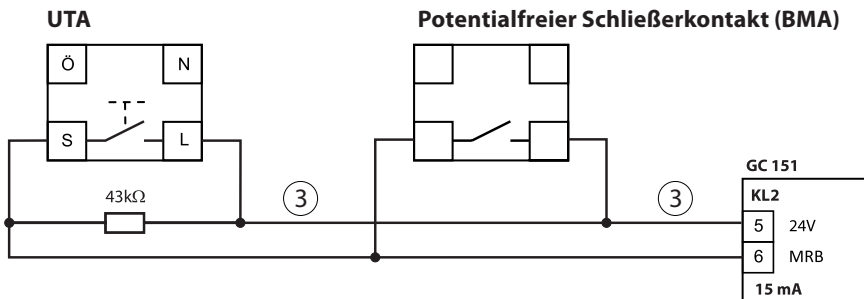 UTA
Potentialfreier Schließerkontakt (BMA)
Ö N
S L
43kΩ
3
3
GC 151
KL2
5 24V
6 MRB
15 mA